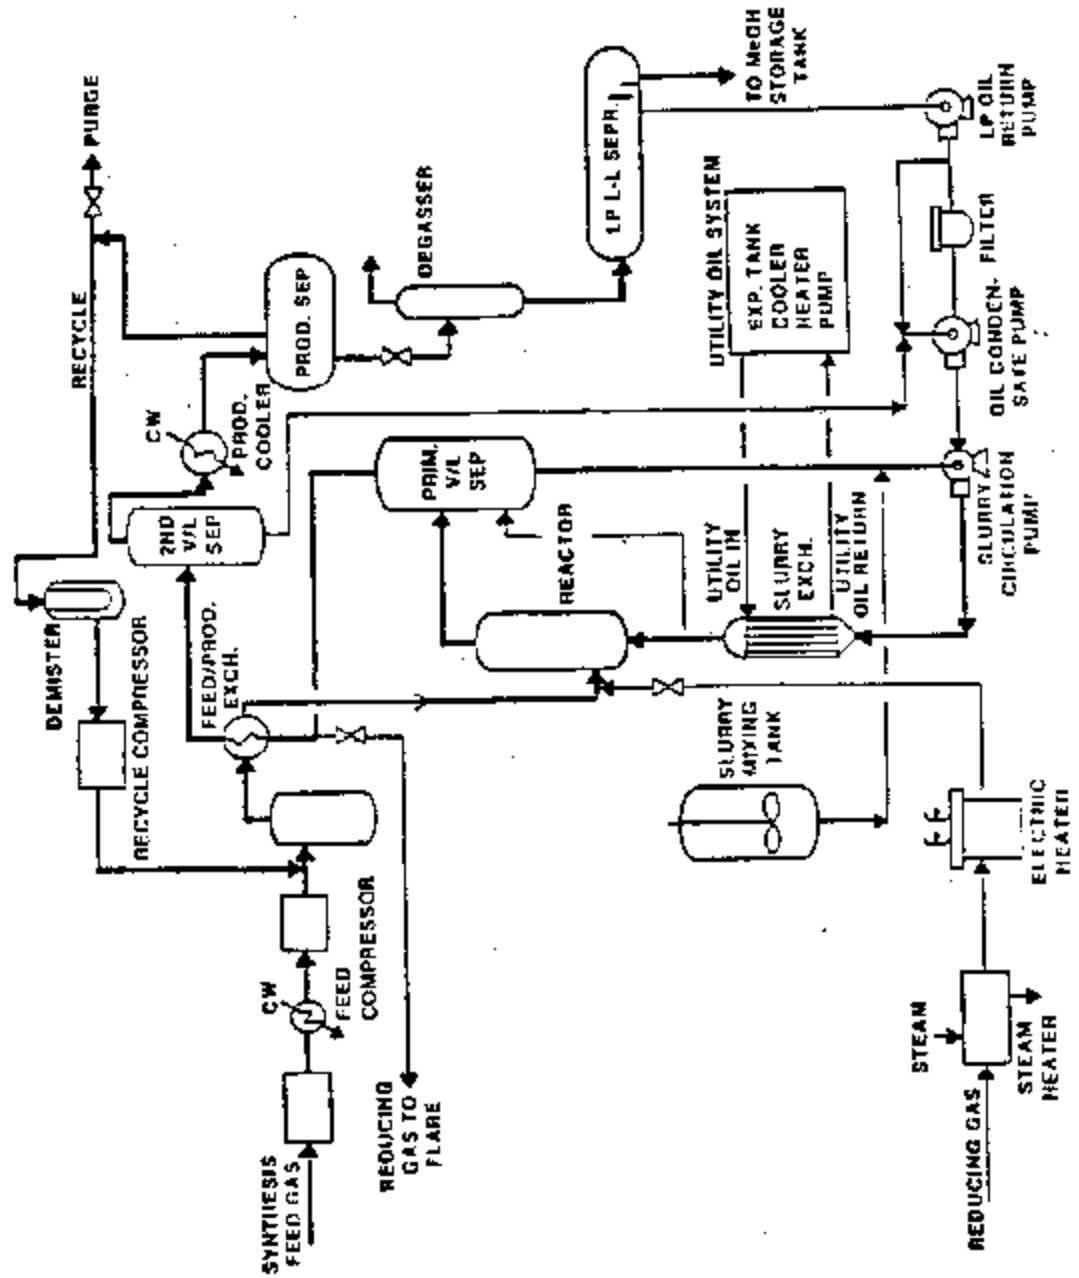 PURGE
RECYCLE
CW
PROD.
COOLER
PROD. SEP
DEGASSER
LP L-L SEPR.
TO MeOH
STORAGE
TANK
2ND
V/L
SEP
DEMISTER
RECYCLE COMPRESSOR
FEED/PROD.
EXCH.
PRIM.
V/L
SEP
REACTOR
UTILITY OIL SYSTEM
EXP. TANK
COOLER
HEATER
PUMP
UTILITY
OIL IN
SLURRY
EXCH.
UTILITY
OIL RETURN
LP OIL
RETURN
PUMP
FILTER
OIL CONDEN-
SATE PUMP
SLURRY
CIRCULATION
PUMP
SLURRY
MIXING
TANK
SYNTHESIS
FEED GAS
CW
FEED
COMPRESSOR
REDUCING
GAS TO
FLARE
ELECTRIC
HEATER
STEAM
STEAM
HEATER
REDUCING GAS